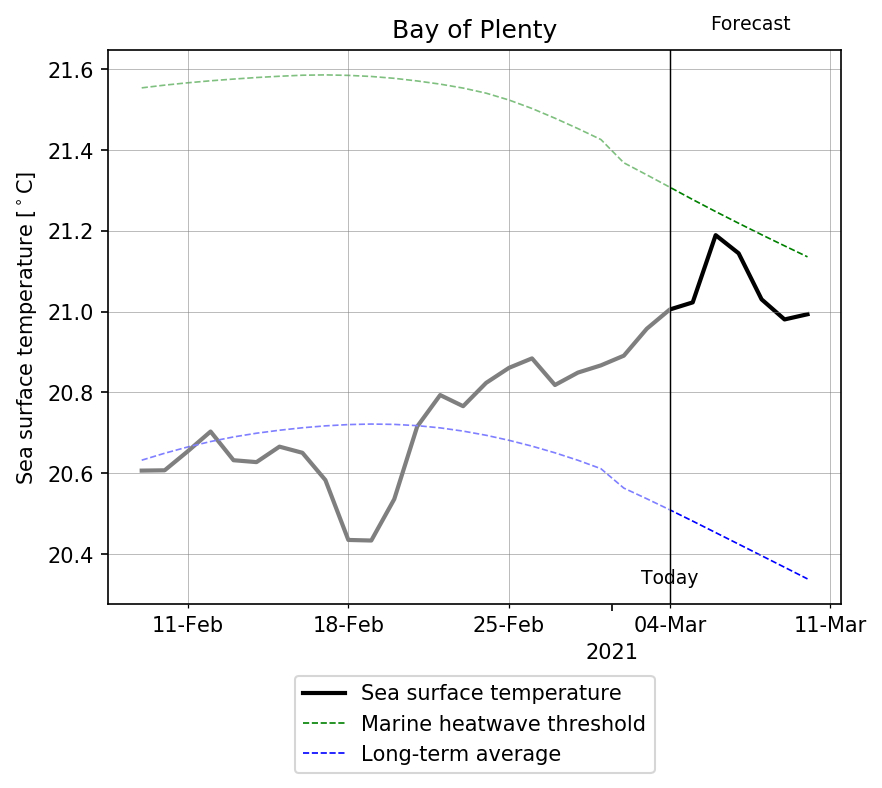 Forecast
Bay of Plenty
Sea surface temperature [°C]
21.6
21.4
21.2
21.0
20.8
20.6
20.4
Today
11-Feb 18-Feb 25-Feb 04-Mar 11-Mar
2021
Sea surface temperature
Marine heatwave threshold
Long-term average